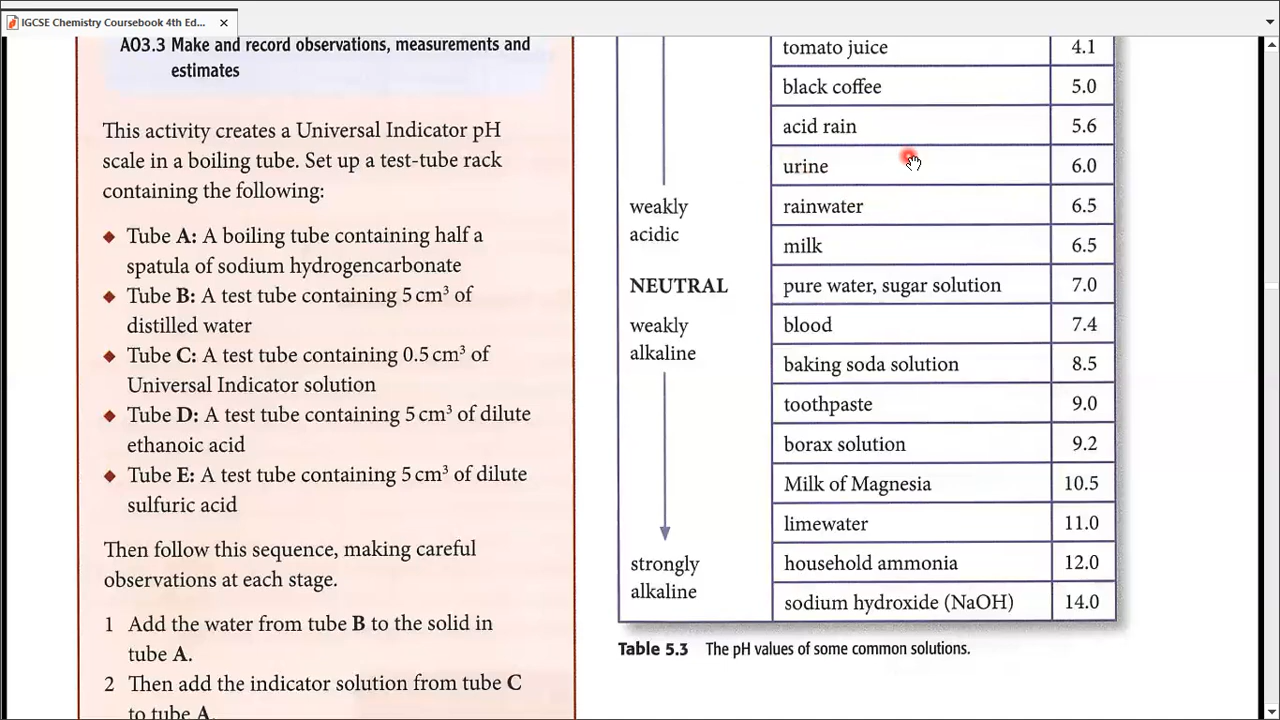 IGCSE Chemistry Coursebook 4th Ed...
AO3.3 Make and record observations, measurements and
estimates
This activity creates a Universal Indicator pH
scale in a boiling tube. Set up a test-tube rack
containing the following:
◆ Tube A: A boiling tube containing half a
spatula of sodium hydrogencarbonate
◆ Tube B: A test tube containing 5 cm³ of
distilled water
◆ Tube C: A test tube containing 0.5 cm³ of
Universal Indicator solution
◆ Tube D: A test tube containing 5 cm³ of dilute
ethanoic acid
◆ Tube E: A test tube containing 5 cm³ of dilute
sulfuric acid
Then follow this sequence, making careful
observations at each stage.
1 Add the water from tube B to the solid in
tube A.
2 Then add the indicator solution from tube C
to tube A.
tomato juice 4.1
black coffee 5.0
acid rain 5.6
urine 6.0
weakly
acidic
rainwater 6.5
milk 6.5
NEUTRAL pure water, sugar solution 7.0
weakly
alkaline
blood 7.4
baking soda solution 8.5
toothpaste 9.0
borax solution 9.2
Milk of Magnesia 10.5
limewater 11.0
strongly
alkaline
household ammonia 12.0
sodium hydroxide (NaOH) 14.0
Table 5.3 The pH values of some common solutions.